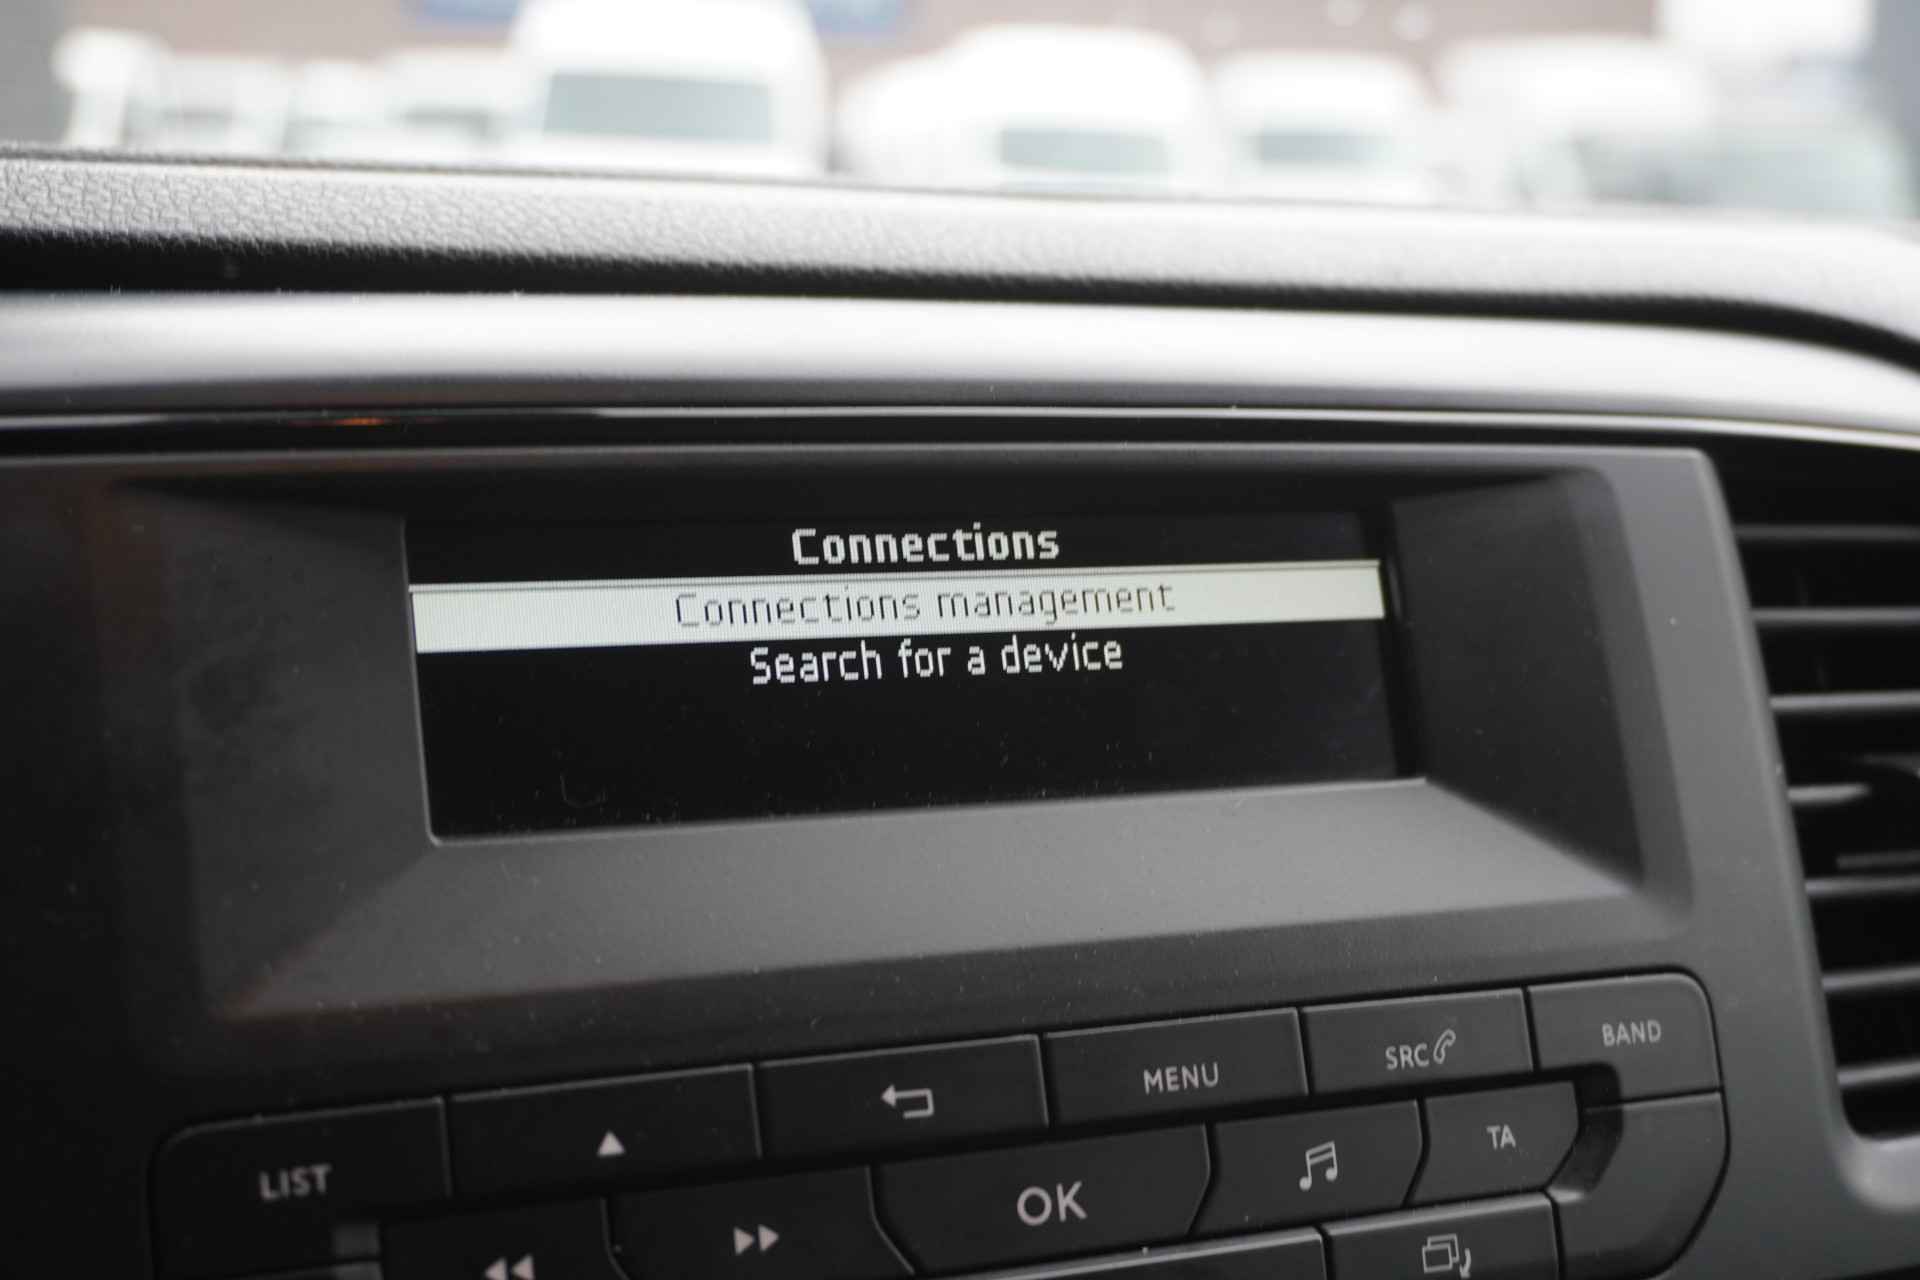 Connections
Connections management
Search for a device
LIST
MENU
SRC
BAND
OK
TA